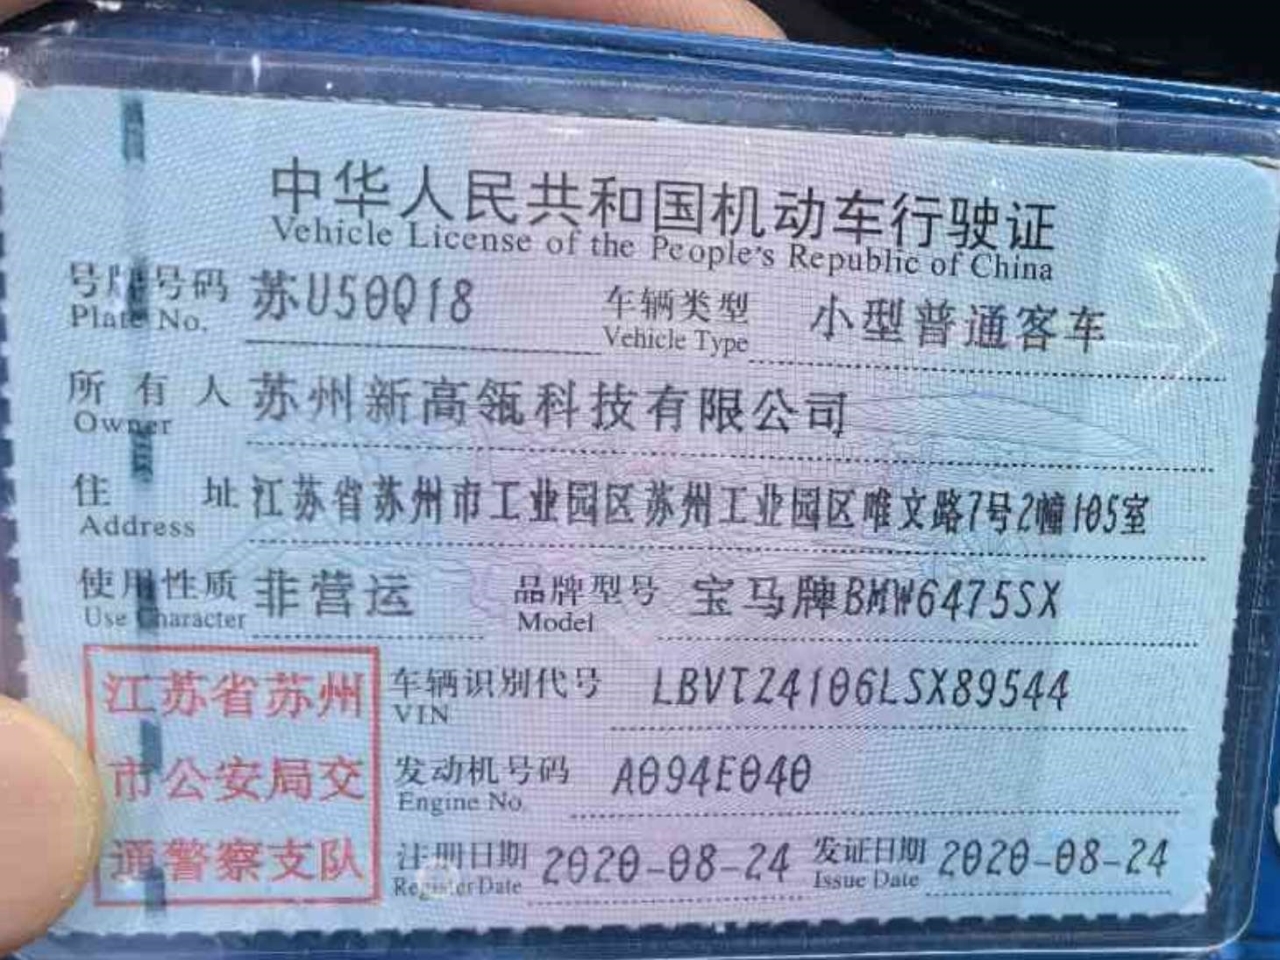 中华人民共和国机动车行驶证
Vehicle License of the People's Republic of China
号牌号码 苏U50Q18 车辆类型 小型普通客车
Plate No. Vehicle Type
所有人 苏州新高瓴科技有限公司
Owner
住址 江苏省苏州市工业园区苏州工业园区唯文路7号2幢105室
Address
使用性质 非营运 品牌型号 宝马牌BMW6475SX
Use Character Model
江苏省苏州 车辆识别代号 LBVTZ4106LSX89544
VIN
市公安局交 发动机号码 A094E040
Engine No.
通警察支队 注册日期 2020-08-24 发证日期 2020-08-24
Register Date Issue Date